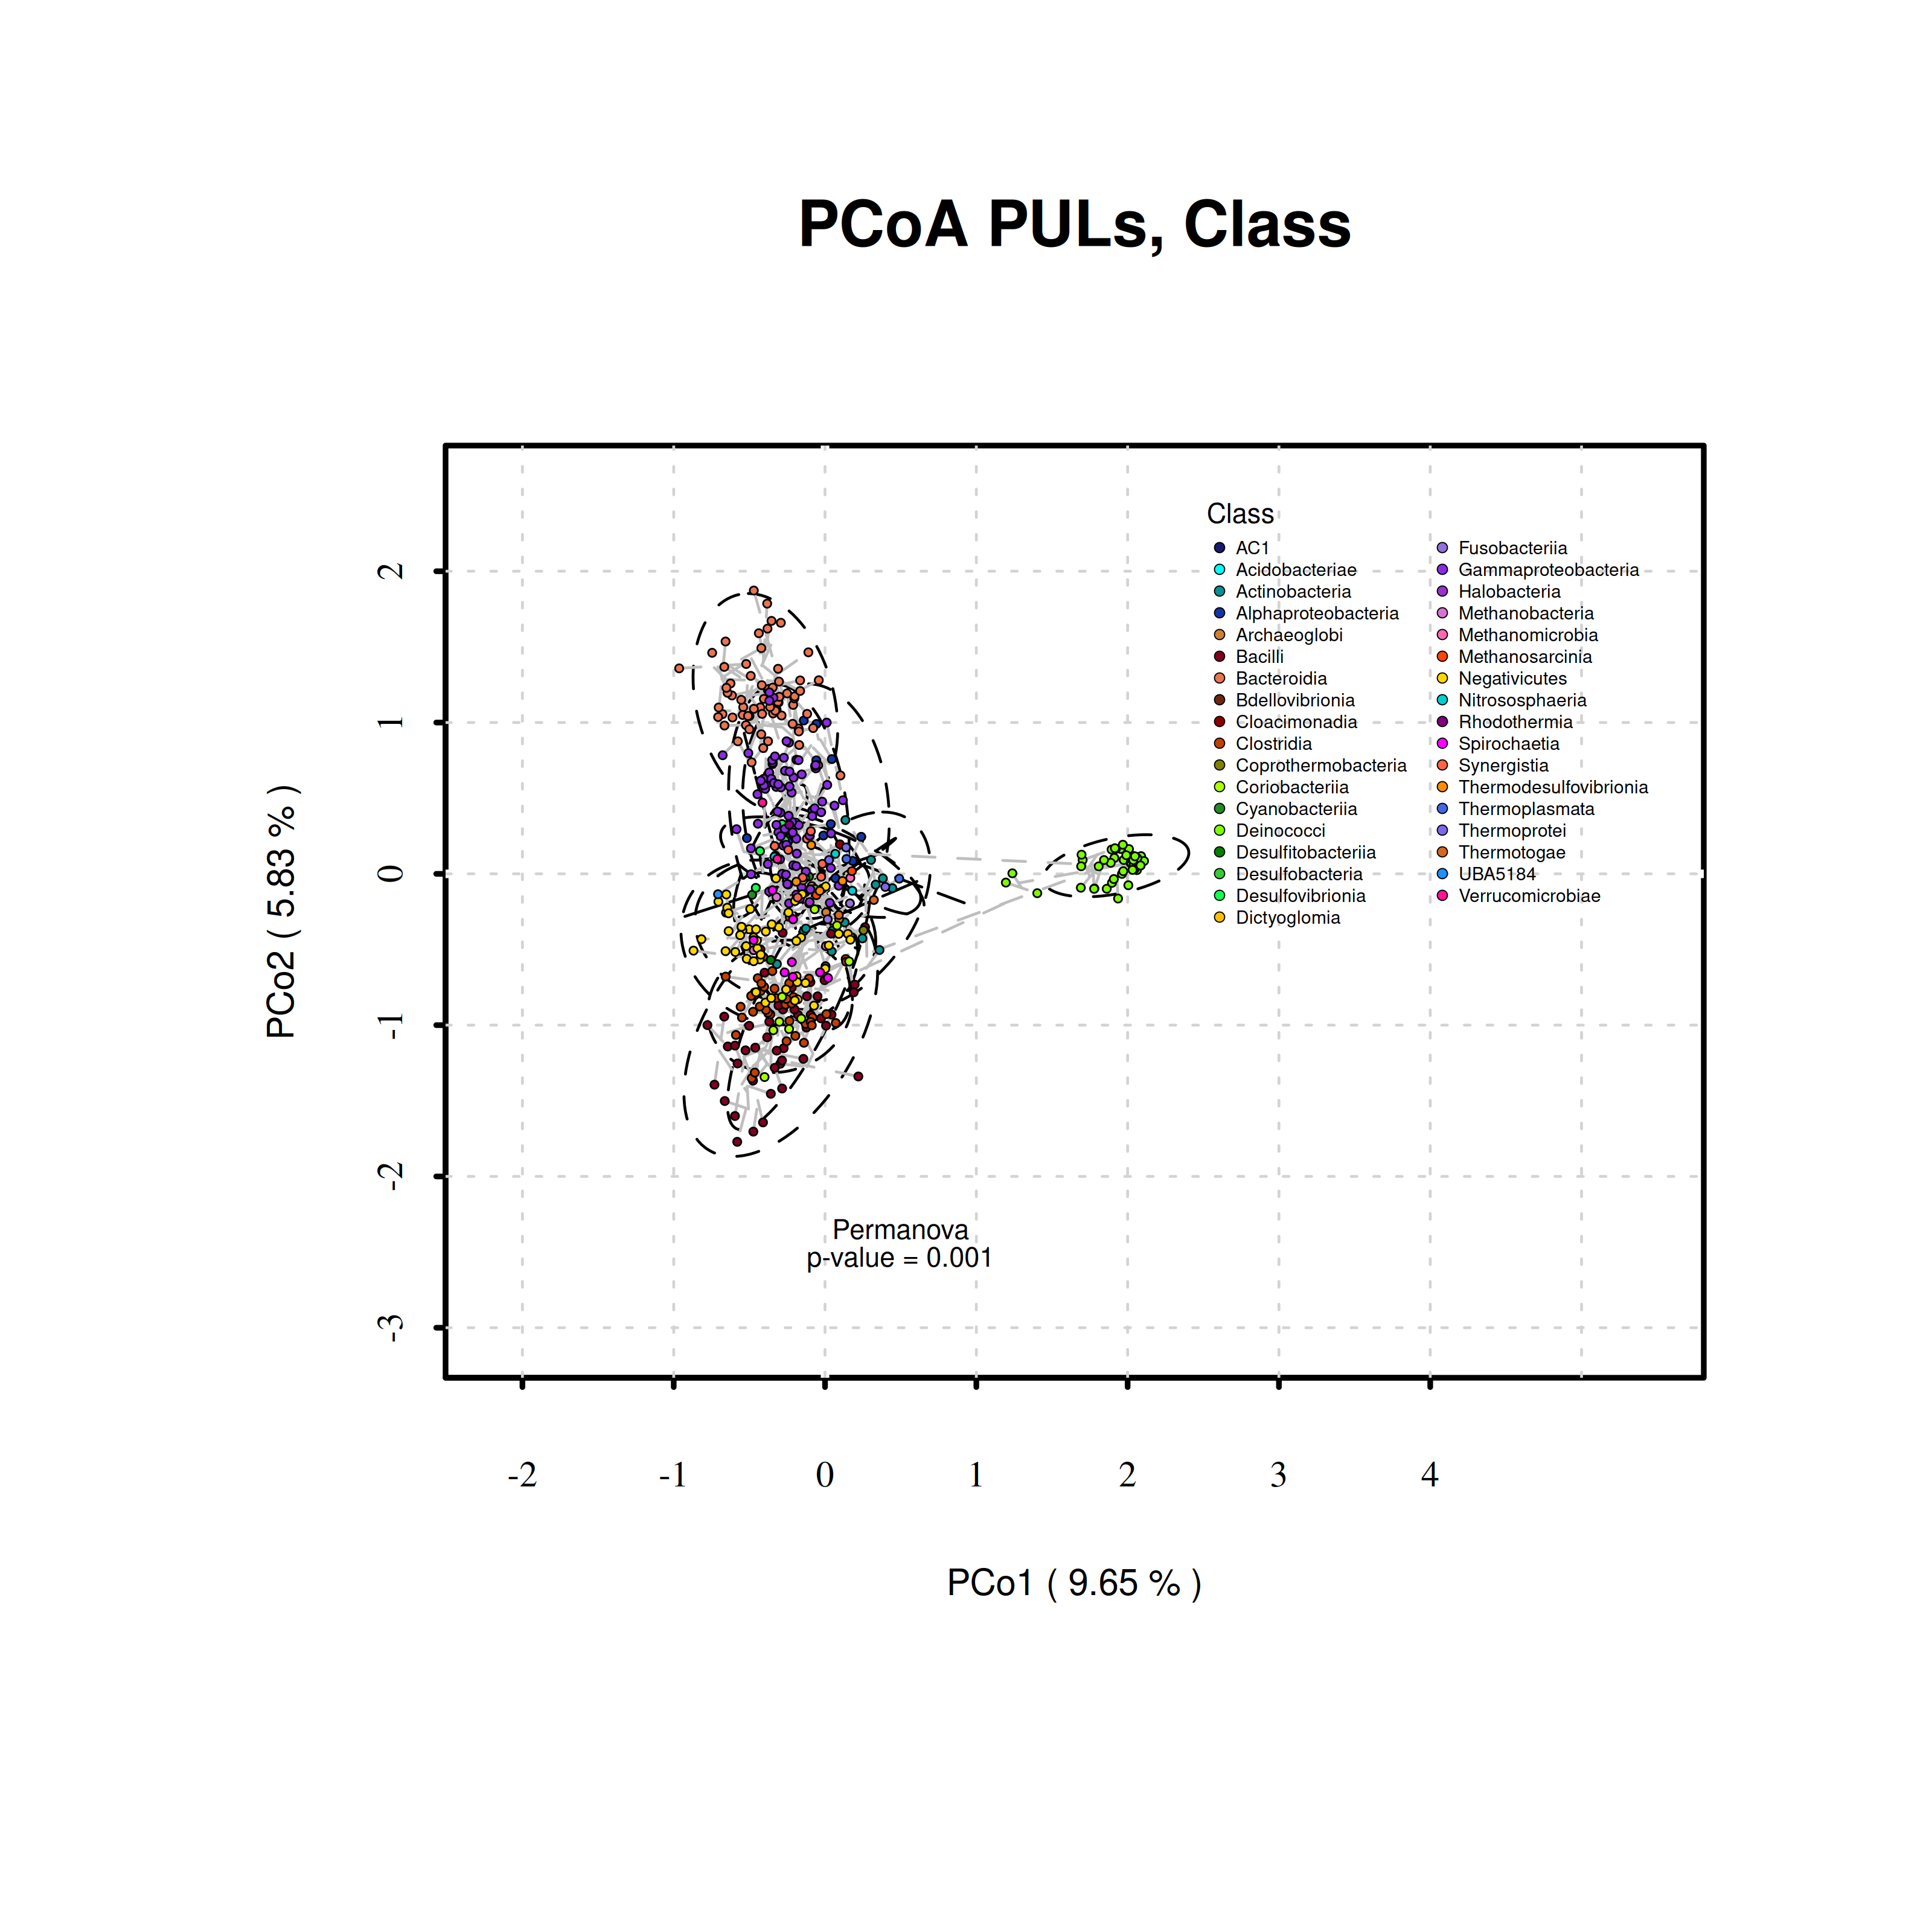 PCoA PULs, Class
PCo2 ( 5.83 % )
2
1
0
-1
-2
-3
Class
AC1
Acidobacteriae
Actinobacteria
Alphaproteobacteria
Archaeoglobi
Bacilli
Bacteroidia
Bdellovibrionia
Cloacimonadia
Clostridia
Coprothermobacteria
Coriobacteriia
Cyanobacteriia
Deinococci
Desulfitobacteriia
Desulfobacteria
Desulfovibrionia
Dictyoglomia
Fusobacteriia
Gammaproteobacteria
Halobacteria
Methanobacteria
Methanomicrobia
Methanosarcinia
Negativicutes
Nitrososphaeria
Rhodothermia
Spirochaetia
Synergistia
Thermodesulfovibrionia
Thermoplasmata
Thermoprotei
Thermotogae
UBA5184
Verrucomicrobiae
Permanova
p-value = 0.001
-2 -1 0 1 2 3 4
PCo1 ( 9.65 % )